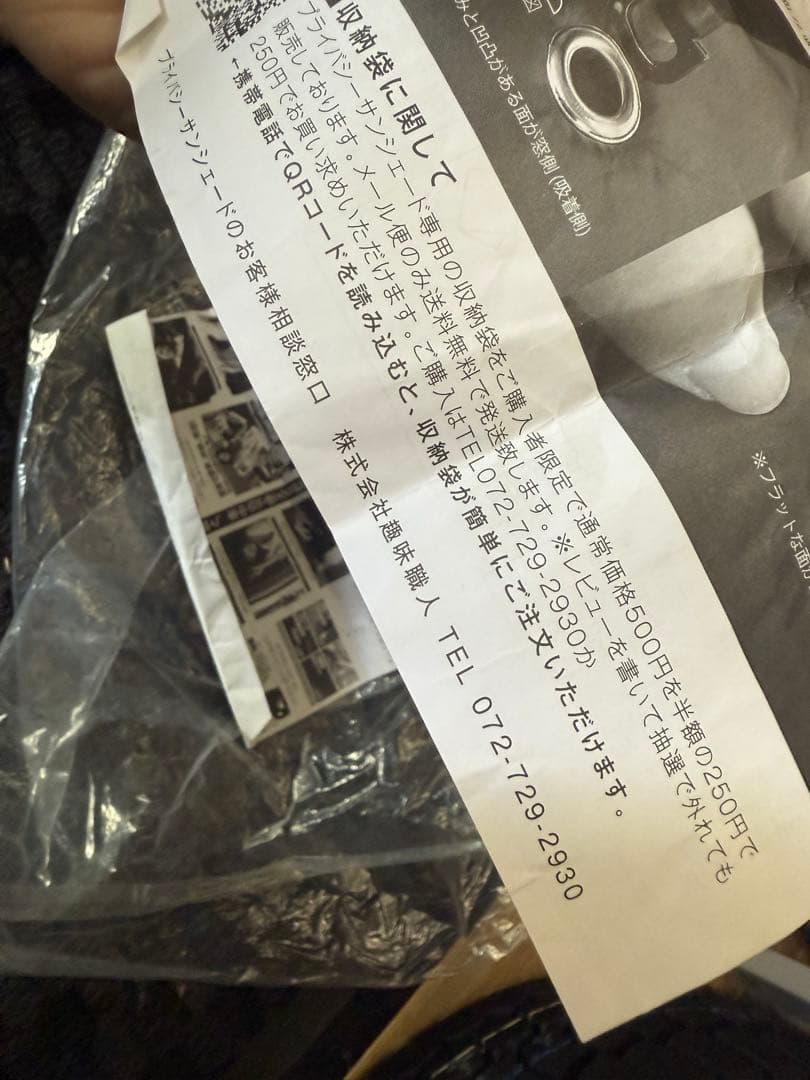 図
みと凹凸がある面が窓側(吸着側)
※フラットな面が
収納袋に関して
プライバシーサンシェード専用の収納袋をご購入者限定で通常価格500円を半額の250円で
販売しております。メール便のみ送料無料で発送致します。※レビューを書いて抽選で外れても
250円でお買い求めいただけます。ご購入はTEL072-729-2930か
←携帯電話でQRコードを読み込むと、収納袋が簡単にご注文いただけます。
プライバシーサンシェードのお客様相談窓口 株式会社趣味職人 TEL 072-729-2930